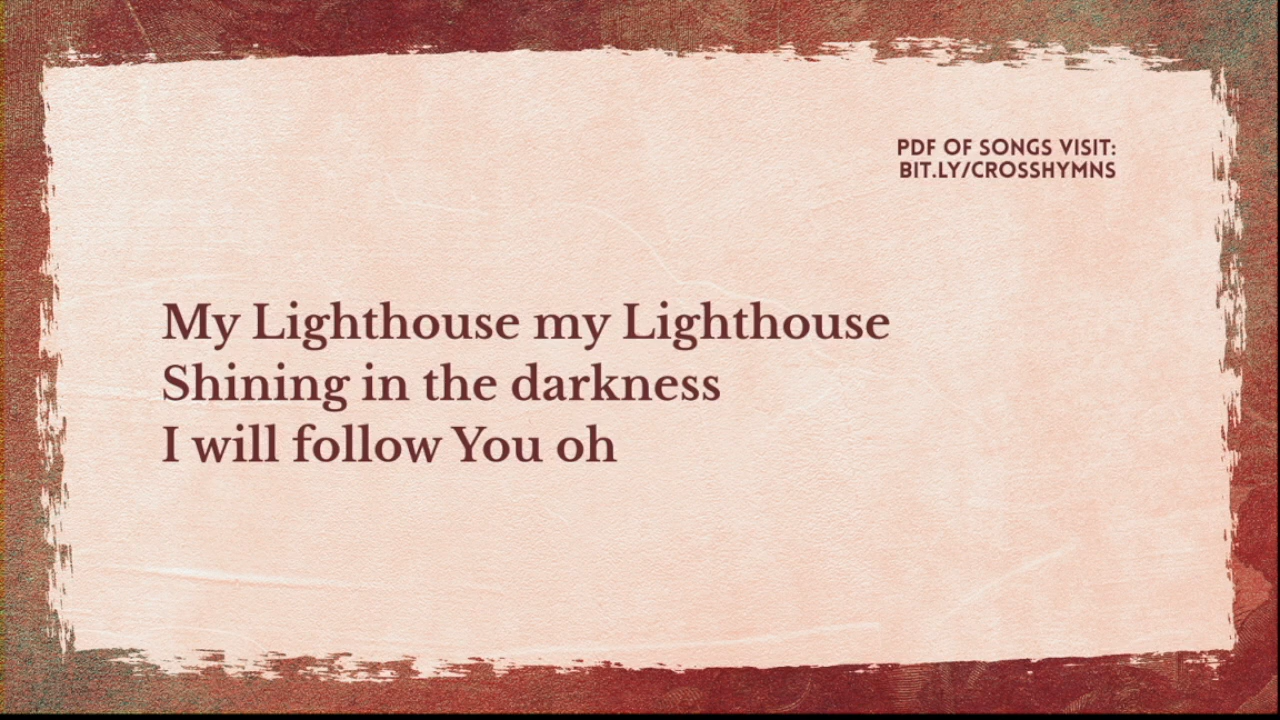 PDF OF SONGS VISIT:
BIT.LY/CROSSHYMNS
My Lighthouse my Lighthouse
Shining in the darkness
I will follow You oh